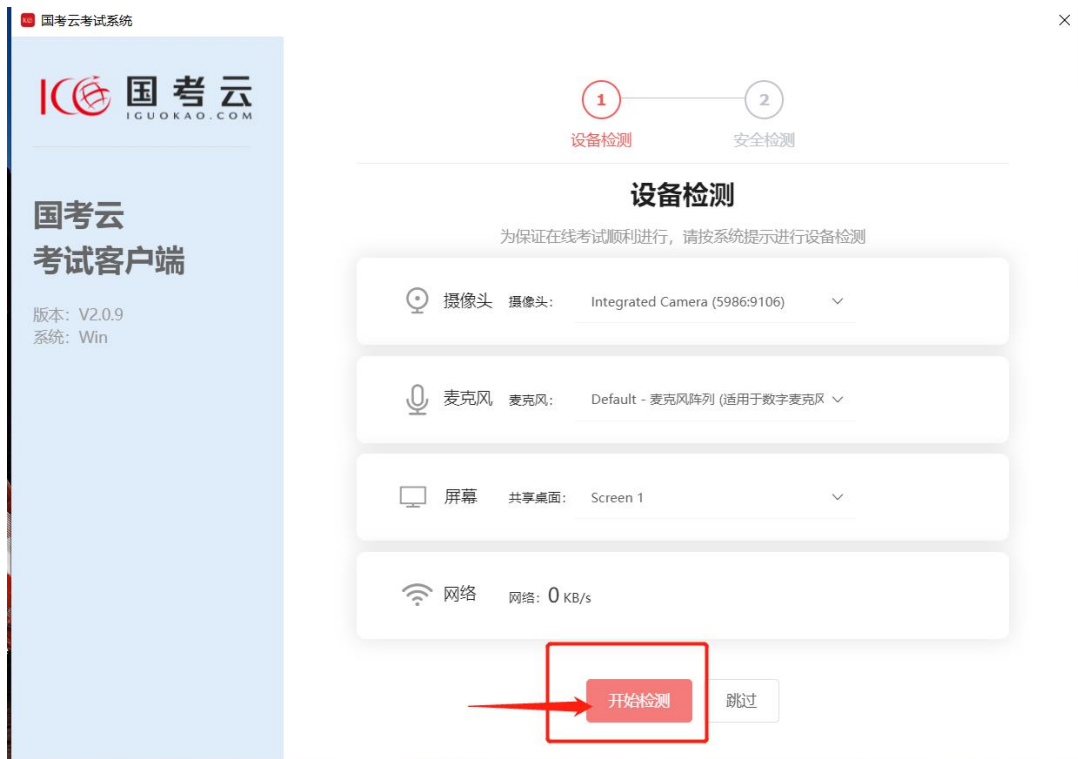 国考云考试系统
国考云
IGUOKAO.COM
国考云
考试客户端
版本：V2.0.9
系统：Win
1
2
设备检测
安全检测
设备检测
为保证在线考试顺利进行，请按系统提示进行设备检测
摄像头 摄像头： Integrated Camera (5986:9106)
麦克风 麦克风： Default - 麦克风阵列 (适用于数字麦克风
屏幕 共享桌面： Screen 1
网络 网络：0 KB/s
开始检测 跳过